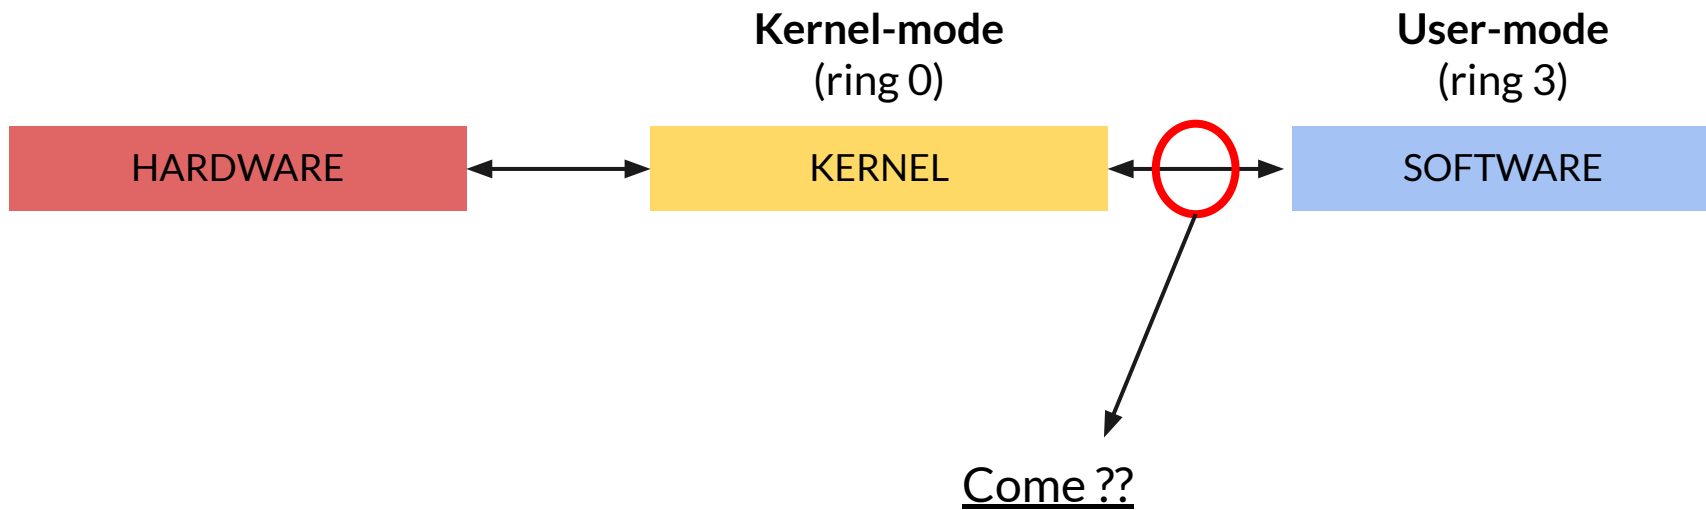 Kernel-mode
(ring 0)
User-mode
(ring 3)
HARDWARE
KERNEL
SOFTWARE
Come ??